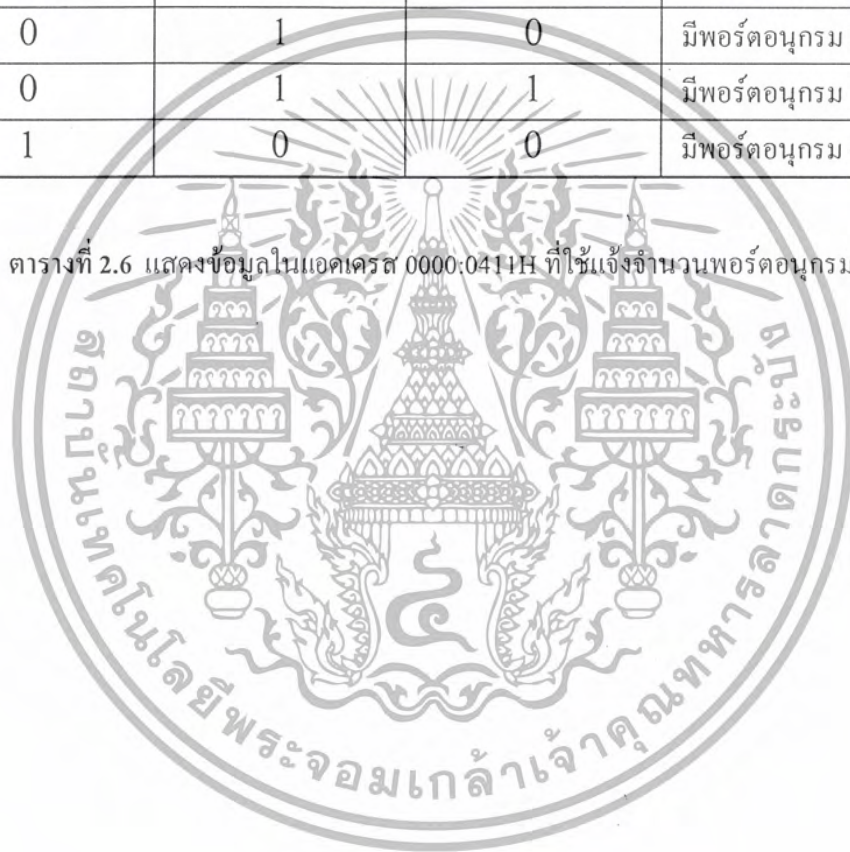 0 1 0 มีพอร์ตอนุกรม
0 1 1 มีพอร์ตอนุกรม
1 0 0 มีพอร์ตอนุกรม
ตารางที่ 2.6 แสดงข้อมูลในแอดเดรส 0000:0411H ที่ใช้แจ้งจำนวนพอร์ตอนุกรม
สถาบันเทคโนโลยีพระจอมเกล้าเจ้าคุณทหารลาดกระบัง
๔